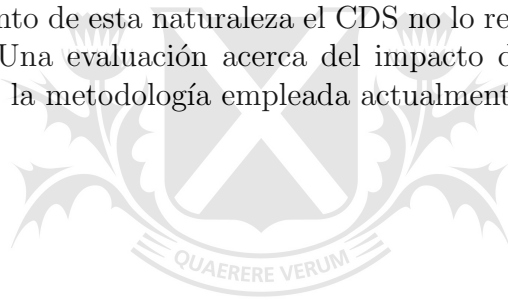 nto de esta naturaleza el CDS no lo re
Una evaluación acerca del impacto d
la metodología empleada actualment
QUAERERE VERUM